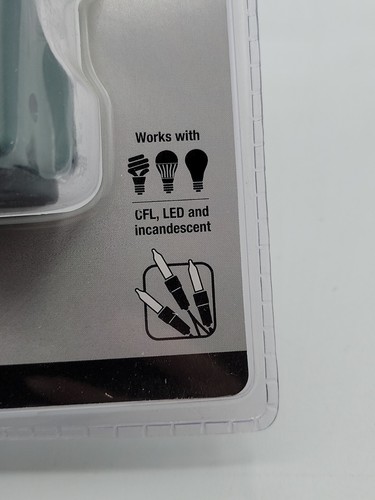 Works with
CFL, LED and
incandescent